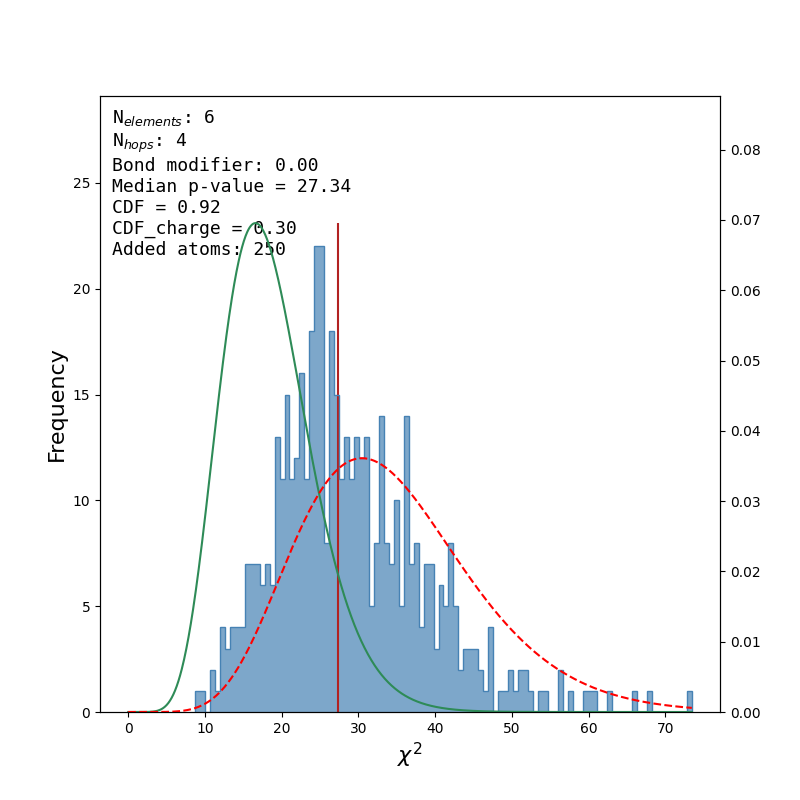 N_elements: 6
N_hops: 4
Bond modifier: 0.00
Median p-value = 27.34
CDF = 0.92
CDF_charge = 0.30
Added atoms: 250
0
5
10
15
20
25
Frequency
0.00
0.01
0.02
0.03
0.04
0.05
0.06
0.07
0.08
0 10 20 30 40 50 60 70
χ²